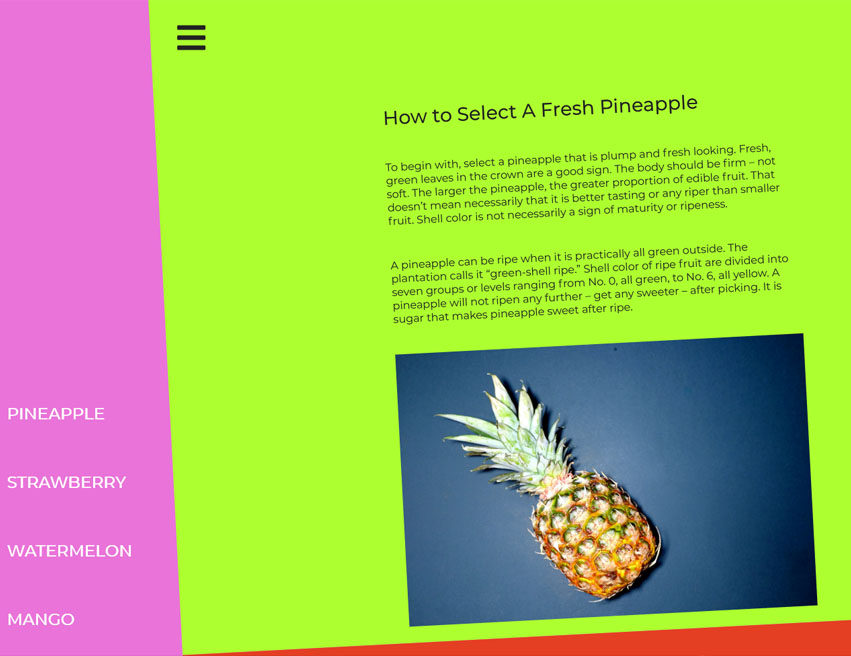 How to Select A Fresh Pineapple
To begin with, select a pineapple that is plump and fresh looking. Fresh,
green leaves in the crown are a good sign. The body should be firm – not
soft. The larger the pineapple, the greater proportion of edible fruit. That
doesn’t mean necessarily that it is better tasting or any riper than smaller
fruit. Shell color is not necessarily a sign of maturity or ripeness.
A pineapple can be ripe when it is practically all green outside. The
plantation calls it “green-shell ripe.” Shell color of ripe fruit are divided into
seven groups or levels ranging from No. 0, all green, to No. 6, all yellow. A
pineapple will not ripen any further – get any sweeter – after picking. It is
sugar that makes pineapple sweet after ripe.
PINEAPPLE
STRAWBERRY
WATERMELON
MANGO